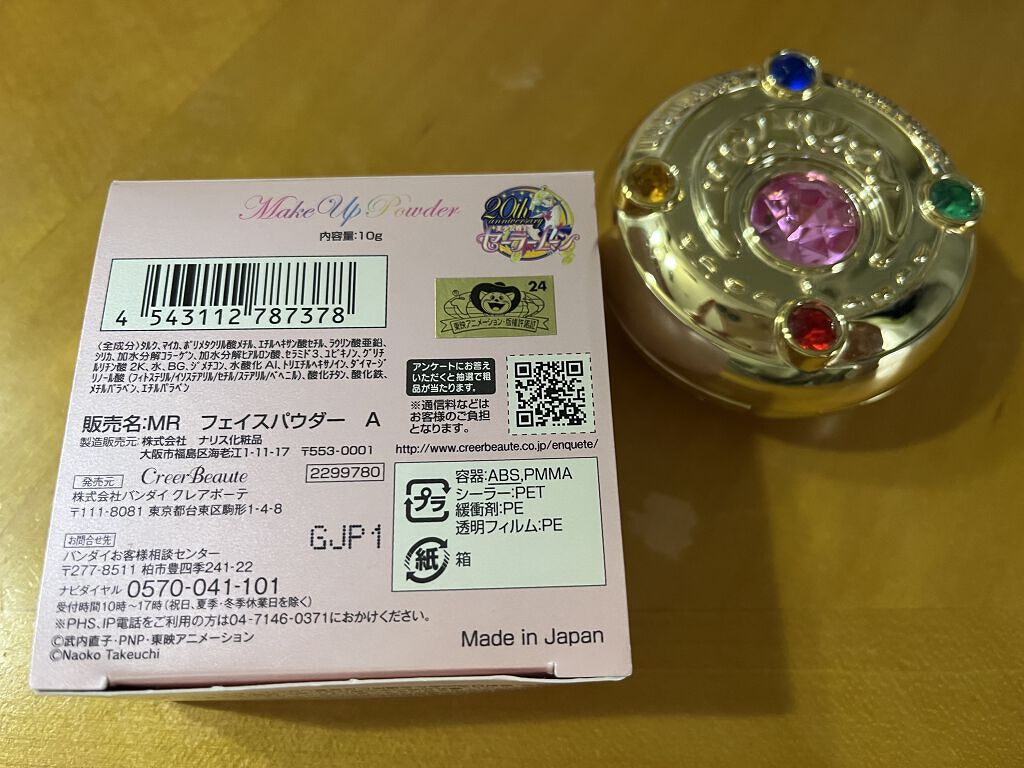 Make Up Powder
内容量:10g
20th
anniversary
美少女戦士
セーラームーン
4 543112 787378
24
東映アニメーション・版権許諾証
〈全成分〉タルク、マイカ、ポリメタクリル酸メチル、エチルヘキサン酸セチル、ラウリン酸亜鉛、
シリカ、加水分解コラーゲン、加水分解ヒアルロン酸、セラミド3、ユビキノン、グリチ
ルリチン酸 2K、水、BG、ジメチコン、水酸化 AI、トリエチルヘキサノイン、ダイマージ
リノール酸 (フィトステリル/イソステアリル/セチル/ステアリル/ベヘニル)、酸化チタン、酸化鉄、
メチルパラベン、エチルパラベン
アンケートにお答え
いただくと抽選で粗
品が当たります。
※通信料などは
お客様のご負担
となります。
http://www.creerbeaute.co.jp/enquete/
販売名:MR フェイスパウダー A
製造販売元:株式会社 ナリス化粧品
大阪市福島区海老江1-11-17 〒553-0001
発売元 CreerBeaute 2299780
株式会社バンダイ クレアボーテ
〒111-8081 東京都台東区駒形1-4-8
GJP1
お問合せ先
バンダイお客様相談センター
〒277-8511 柏市豊四季241-22
ナビダイヤル 0570-041-101
受付時間10時~17時(祝日、夏季・冬季休業日を除く)
※PHS、IP電話をご利用の方は04-7146-0371におかけください。
©武内直子・PNP・東映アニメーション
©Naoko Takeuchi
プラ
容器:ABS,PMMA
シーラー:PET
緩衝剤:PE
透明フィルム:PE
紙
箱
Made in Japan